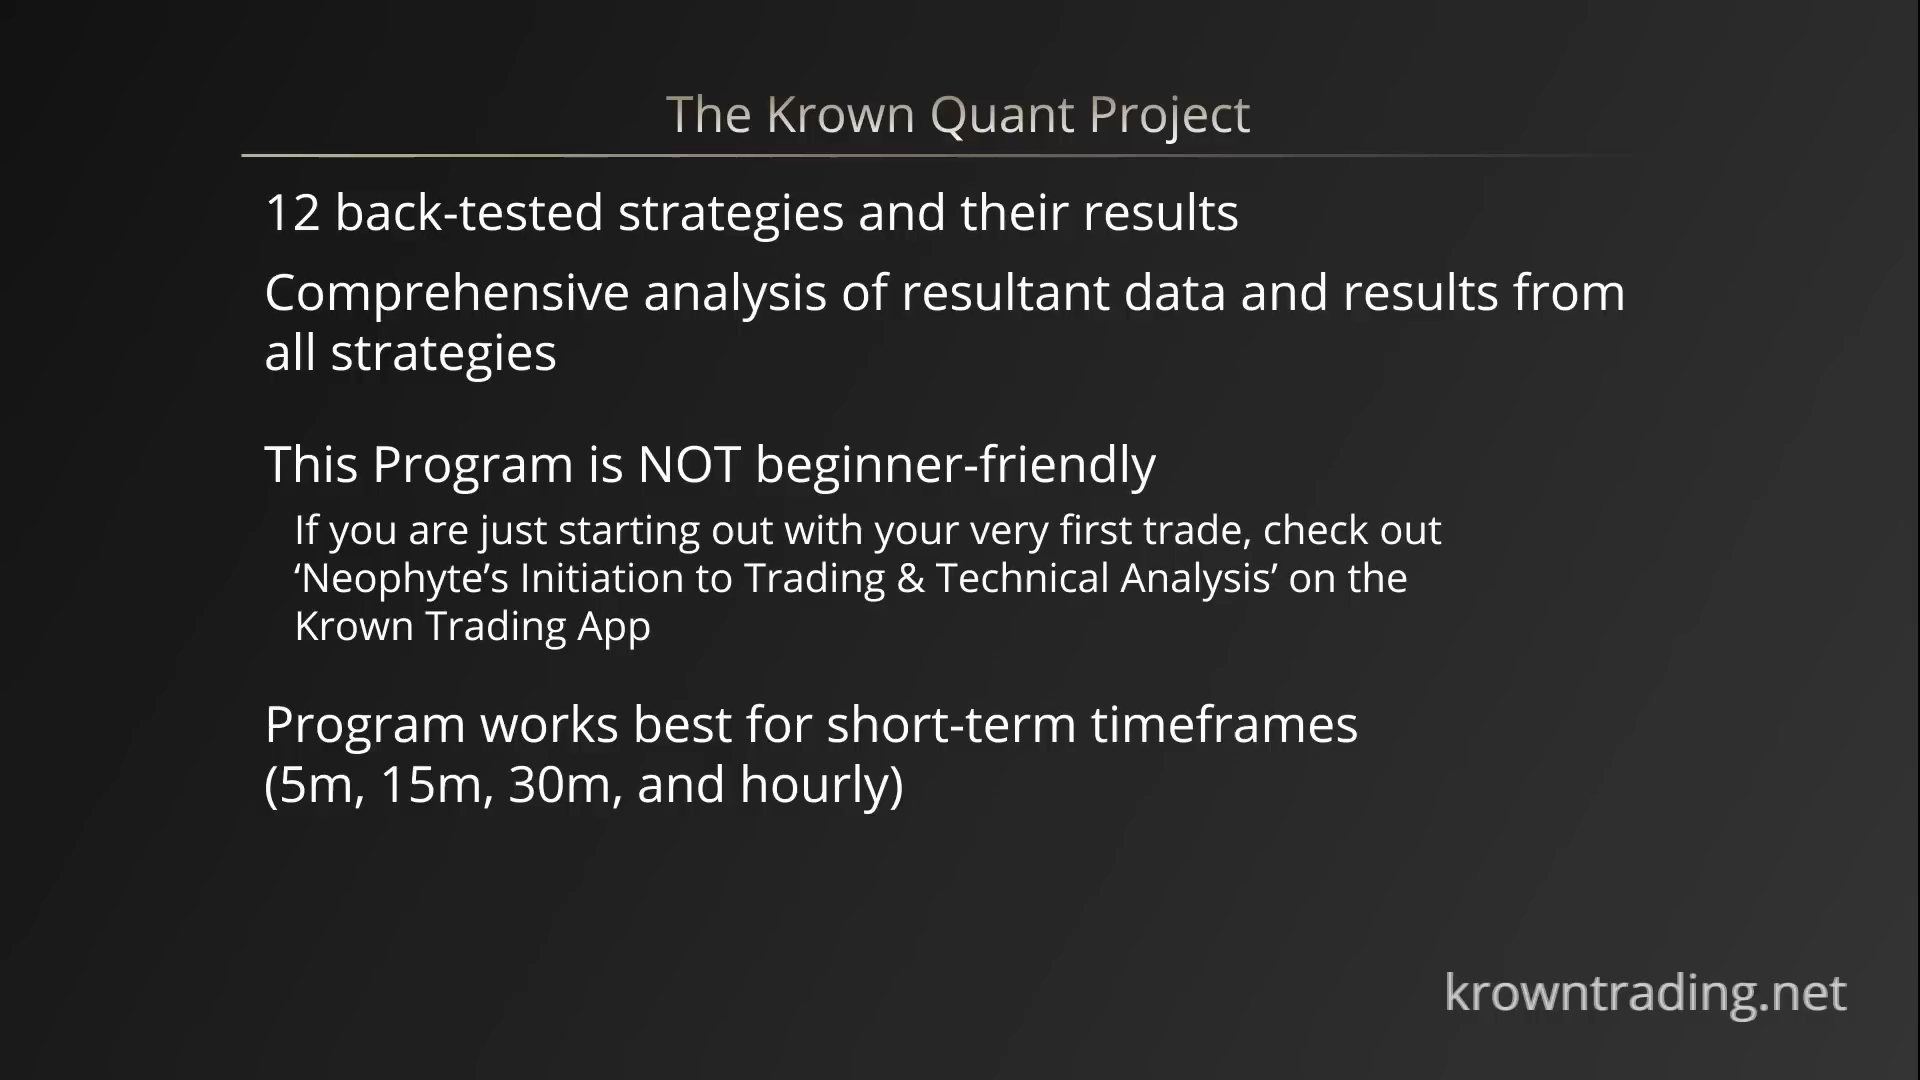 The Krown Quant Project
12 back-tested strategies and their results
Comprehensive analysis of resultant data and results from
all strategies
This Program is NOT beginner-friendly
If you are just starting out with your very first trade, check out
‘Neophyte’s Initiation to Trading & Technical Analysis’ on the
Krown Trading App
Program works best for short-term timeframes
(5m, 15m, 30m, and hourly)
krowntrading.net